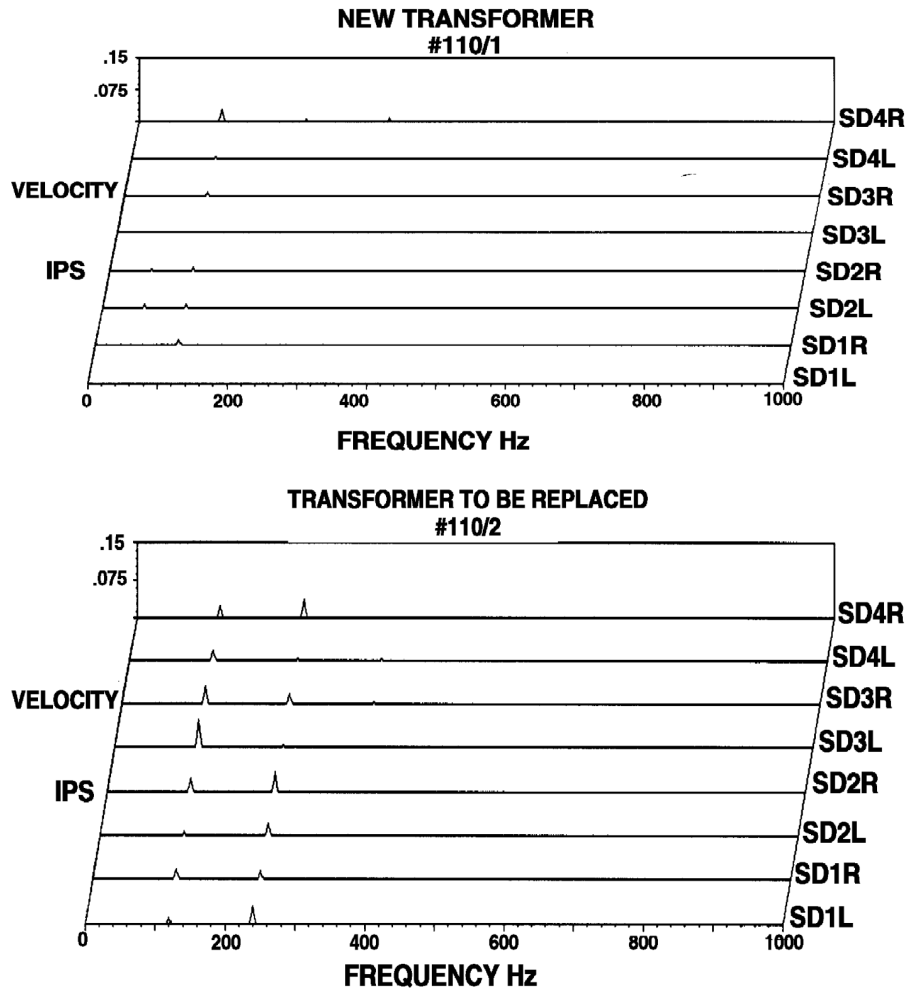 NEW TRANSFORMER
#110/1
.15
.075
SD4R
SD4L
VELOCITY
SD3R
SD3L
IPS
SD2R
SD2L
SD1R
SD1L
0 200 400 600 800 1000
FREQUENCY Hz
TRANSFORMER TO BE REPLACED
#110/2
.15
.075
SD4R
SD4L
VELOCITY
SD3R
SD3L
IPS
SD2R
SD2L
SD1R
SD1L
0 200 400 600 800 1000
FREQUENCY Hz